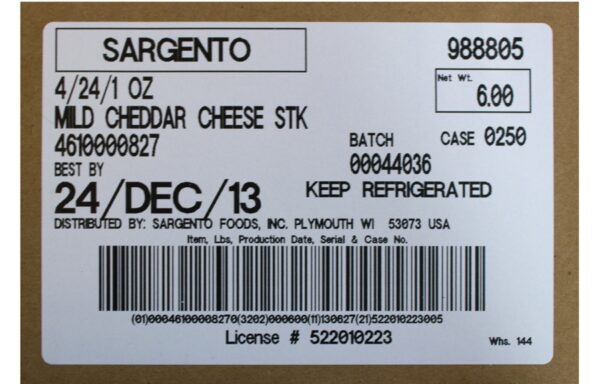 SARGENTO 988805
4/24/1 OZ Net Wt. 6.00
MILD CHEDDAR CHEESE STK
4610000827 BATCH CASE 0250
BEST BY 00044036
24/DEC/13 KEEP REFRIGERATED
DISTRIBUTED BY: SARGENTO FOODS, INC. PLYMOUTH WI 53073 USA
Item, Lbs, Production Date, Serial & Case No.
(01)00046100008270(3202)000600(11)130627(21)522010223005
License # 522010223 Whs. 144